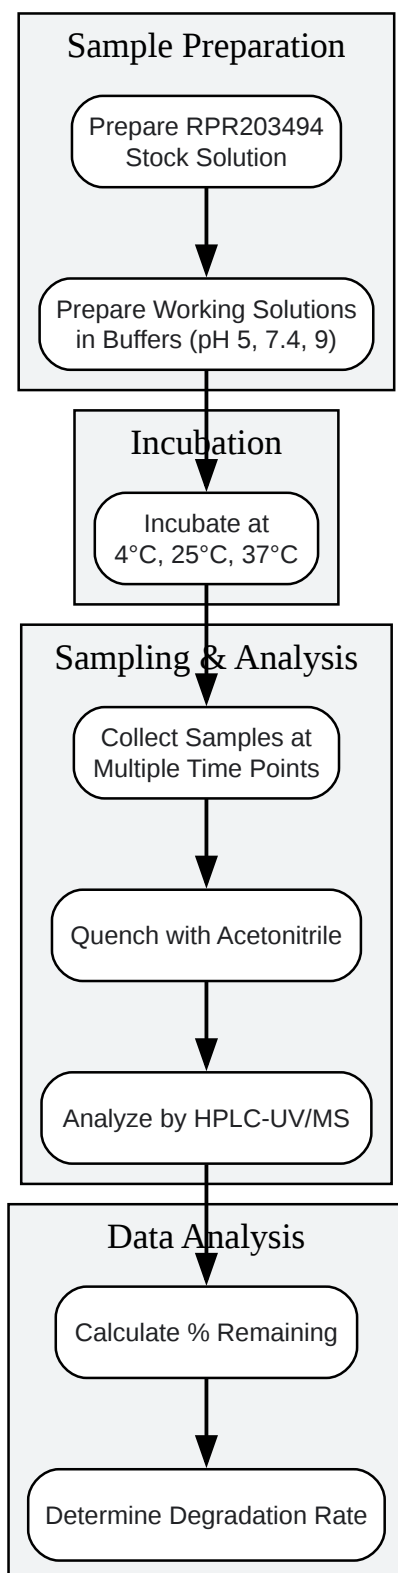 Sample Preparation
Prepare RPR203494
Stock Solution
Prepare Working Solutions
in Buffers (pH 5, 7.4, 9)
Incubation
Incubate at
4°C, 25°C, 37°C
Sampling & Analysis
Collect Samples at
Multiple Time Points
Quench with Acetonitrile
Analyze by HPLC-UV/MS
Data Analysis
Calculate % Remaining
Determine Degradation Rate